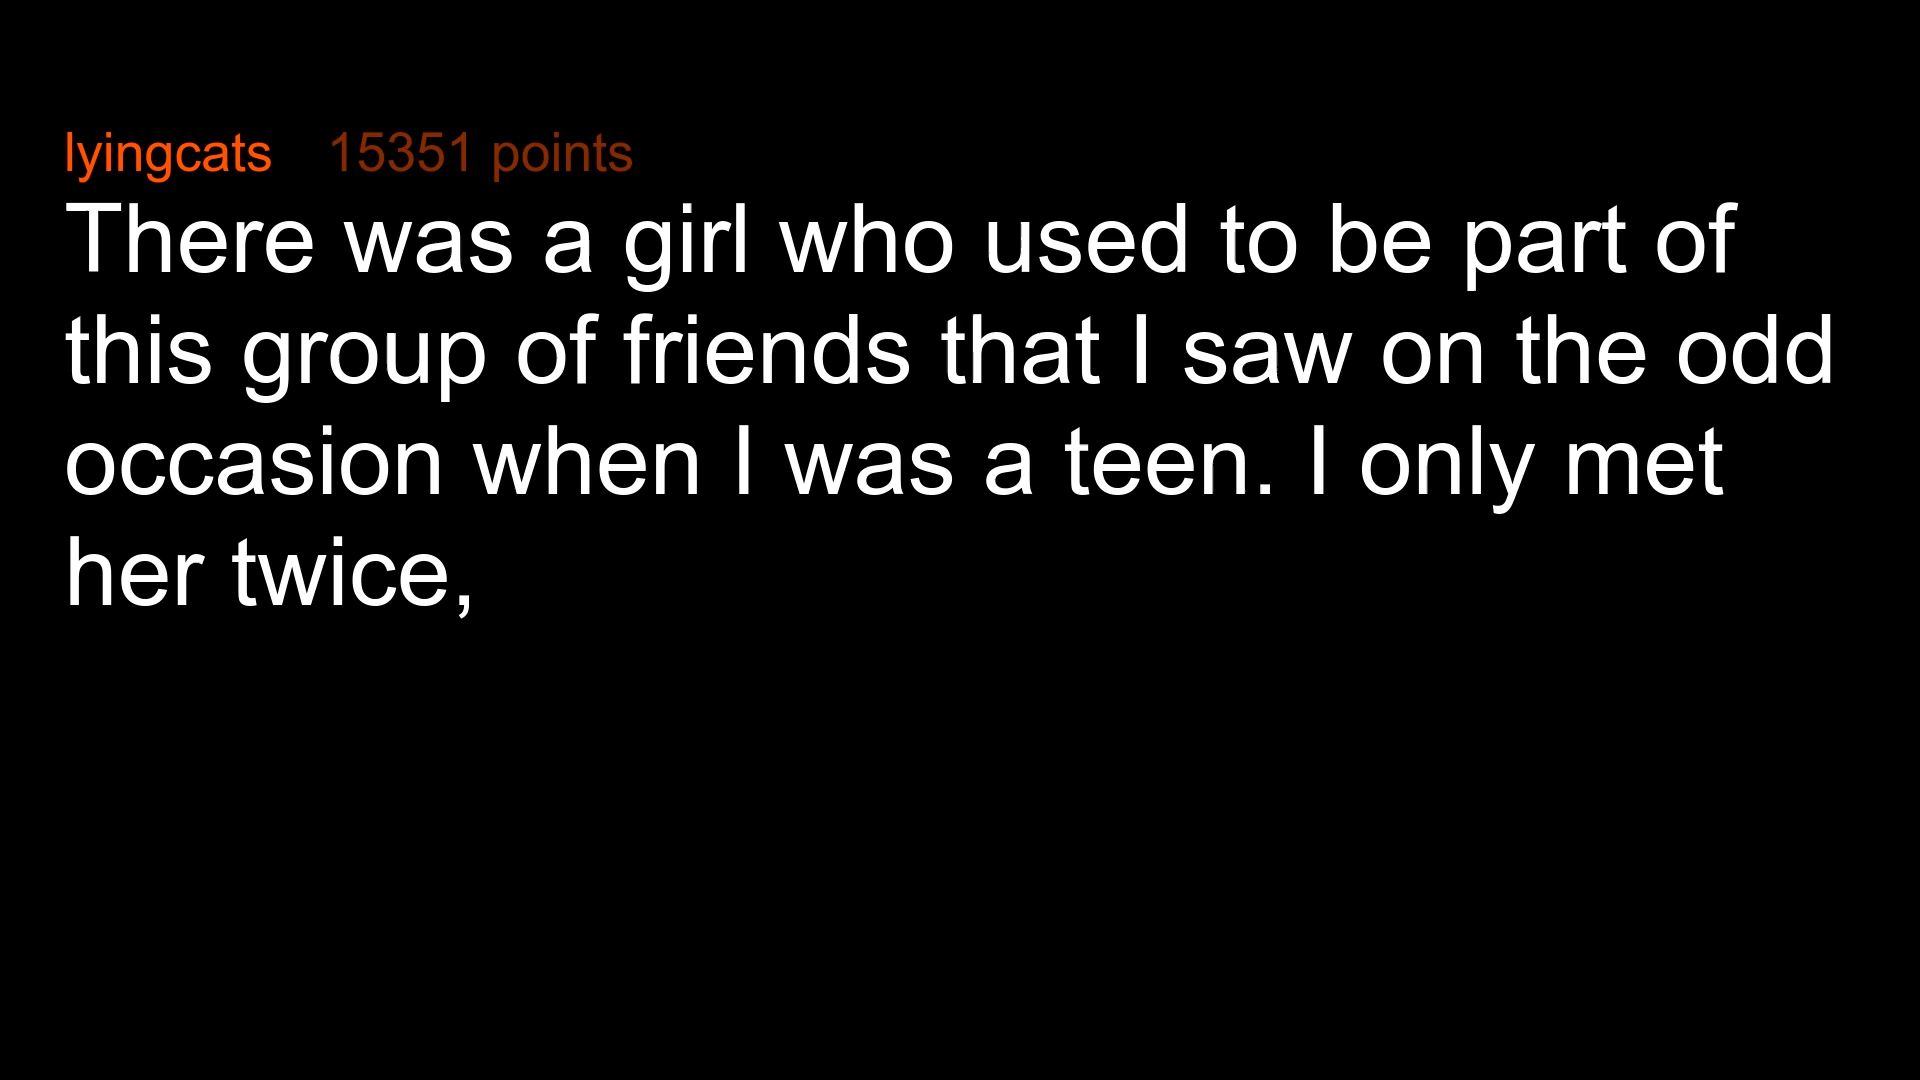 lyingcats 15351 points
There was a girl who used to be part of
this group of friends that I saw on the odd
occasion when I was a teen. I only met
her twice,